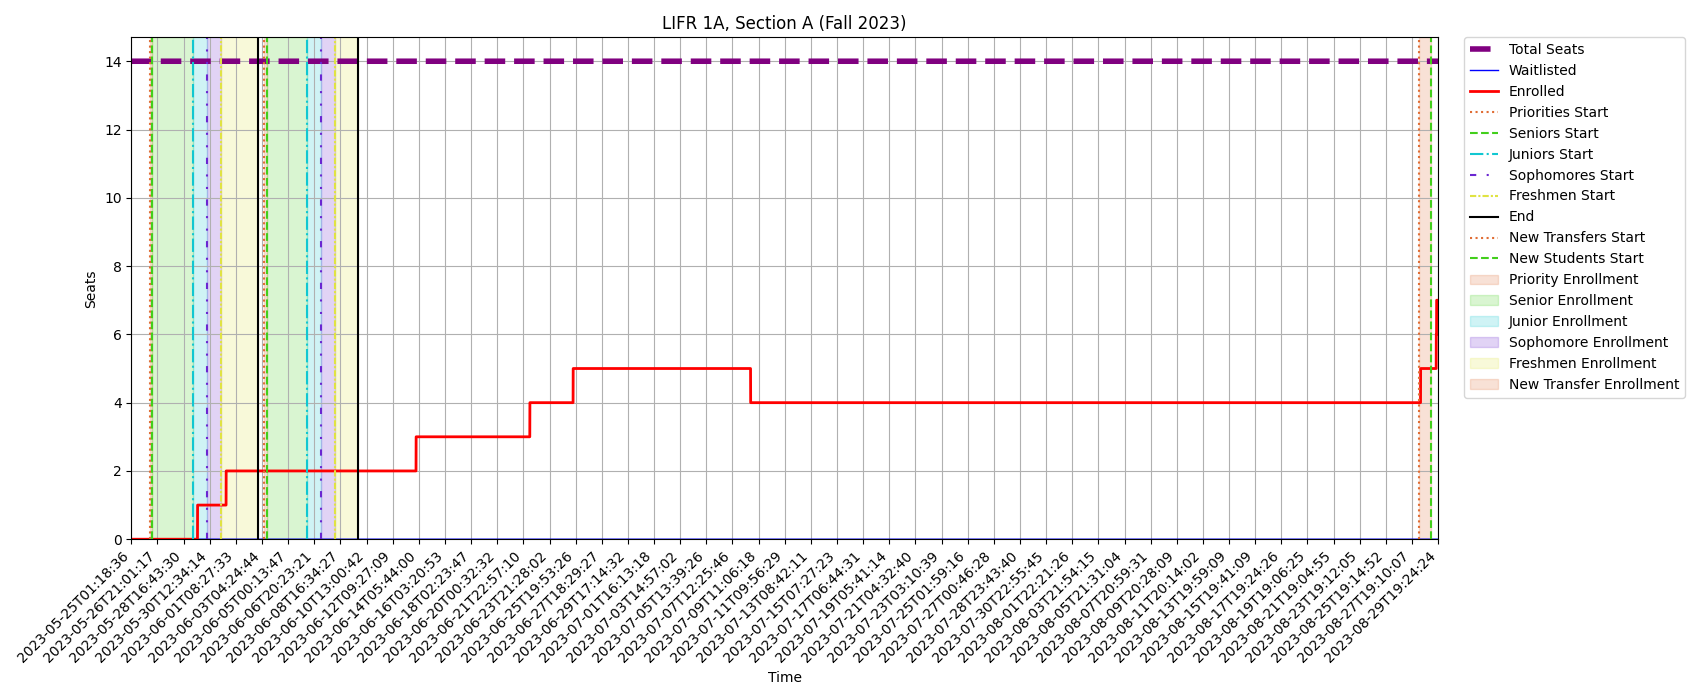 LIFR 1A, Section A (Fall 2023)
Seats
14
12
10
8
6
4
2
0
2023-05-25T01:18:36
2023-05-26T21:01:17
2023-05-28T16:43:30
2023-05-30T12:34:14
2023-06-01T08:27:33
2023-06-03T04:24:44
2023-06-05T00:13:47
2023-06-06T20:23:21
2023-06-08T16:34:27
2023-06-10T13:00:42
2023-06-12T09:27:09
2023-06-14T05:44:00
2023-06-16T03:20:53
2023-06-18T02:23:47
2023-06-20T00:32:32
2023-06-21T22:57:10
2023-06-23T21:28:02
2023-06-25T19:53:26
2023-06-27T18:29:27
2023-06-29T17:14:32
2023-07-01T16:13:18
2023-07-03T14:57:02
2023-07-05T13:39:26
2023-07-07T12:25:46
2023-07-09T11:06:18
2023-07-11T09:56:29
2023-07-13T08:42:11
2023-07-15T07:27:23
2023-07-17T06:44:31
2023-07-19T05:41:14
2023-07-21T04:32:40
2023-07-23T03:10:39
2023-07-25T01:59:16
2023-07-27T00:46:28
2023-07-28T23:43:40
2023-07-30T22:55:45
2023-08-01T22:21:26
2023-08-03T21:54:15
2023-08-05T21:31:04
2023-08-07T20:59:31
2023-08-09T20:28:09
2023-08-11T20:14:02
2023-08-13T19:59:09
2023-08-15T19:41:09
2023-08-17T19:24:26
2023-08-19T19:06:25
2023-08-21T19:04:55
2023-08-23T19:12:05
2023-08-25T19:14:52
2023-08-27T19:10:07
2023-08-29T19:24:24
Time
Total Seats
Waitlisted
Enrolled
Priorities Start
Seniors Start
Juniors Start
Sophomores Start
Freshmen Start
End
New Transfers Start
New Students Start
Priority Enrollment
Senior Enrollment
Junior Enrollment
Sophomore Enrollment
Freshmen Enrollment
New Transfer Enrollment